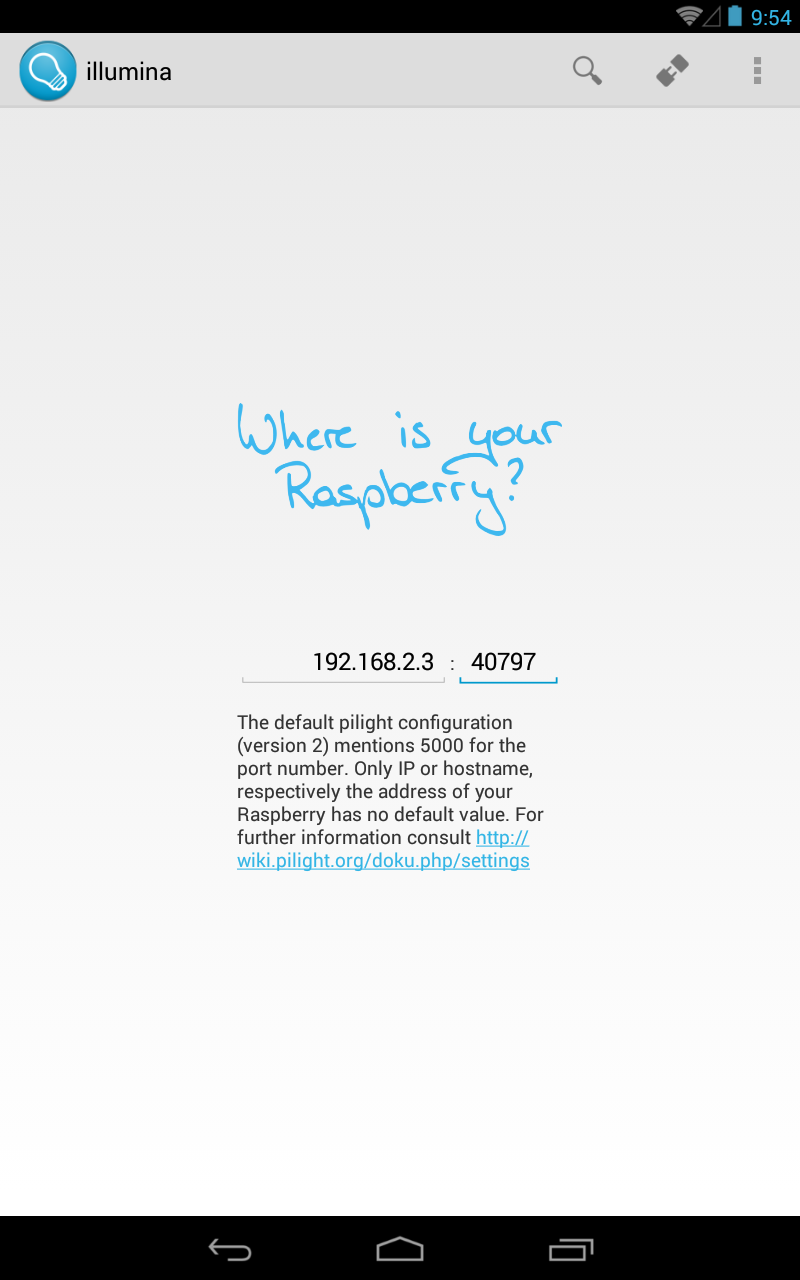 9:54
illumina
Where is your
Raspberry?
192.168.2.3 : 40797
The default pilight configuration
(version 2) mentions 5000 for the
port number. Only IP or hostname,
respectively the address of your
Raspberry has no default value. For
further information consult http://
wiki.pilight.org/doku.php/settings